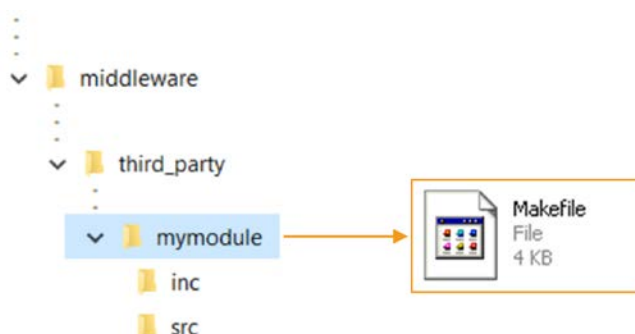 middleware
third_party
mymodule
Makefile
File
4 KB
inc
src